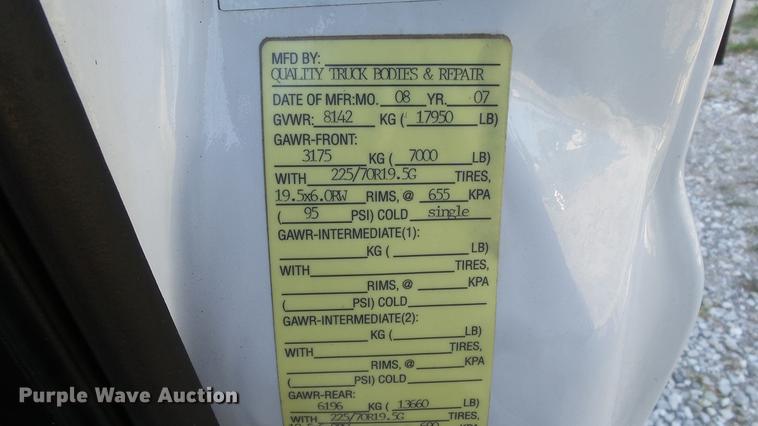 MFD BY:
QUALITY TRUCK BODIES & REPAIR
DATE OF MFR:MO. 08 YR. 07
GVWR: 8142 KG ( 17950 LB)
GAWR-FRONT:
3175 KG ( 7000 LB)
WITH 225/70R19.5G TIRES,
19.5x6.0RW RIMS, @ 655 KPA
( 95 PSI) COLD single
GAWR-INTERMEDIATE(1):
KG ( LB)
WITH TIRES,
RIMS, @ KPA
( PSI) COLD
GAWR-INTERMEDIATE(2):
KG ( LB)
WITH TIRES,
RIMS, @ KPA
( PSI) COLD
GAWR-REAR:
6196 KG ( 13660 LB)
WITH 225/70R19.5G TIRES,
Purple Wave Auction